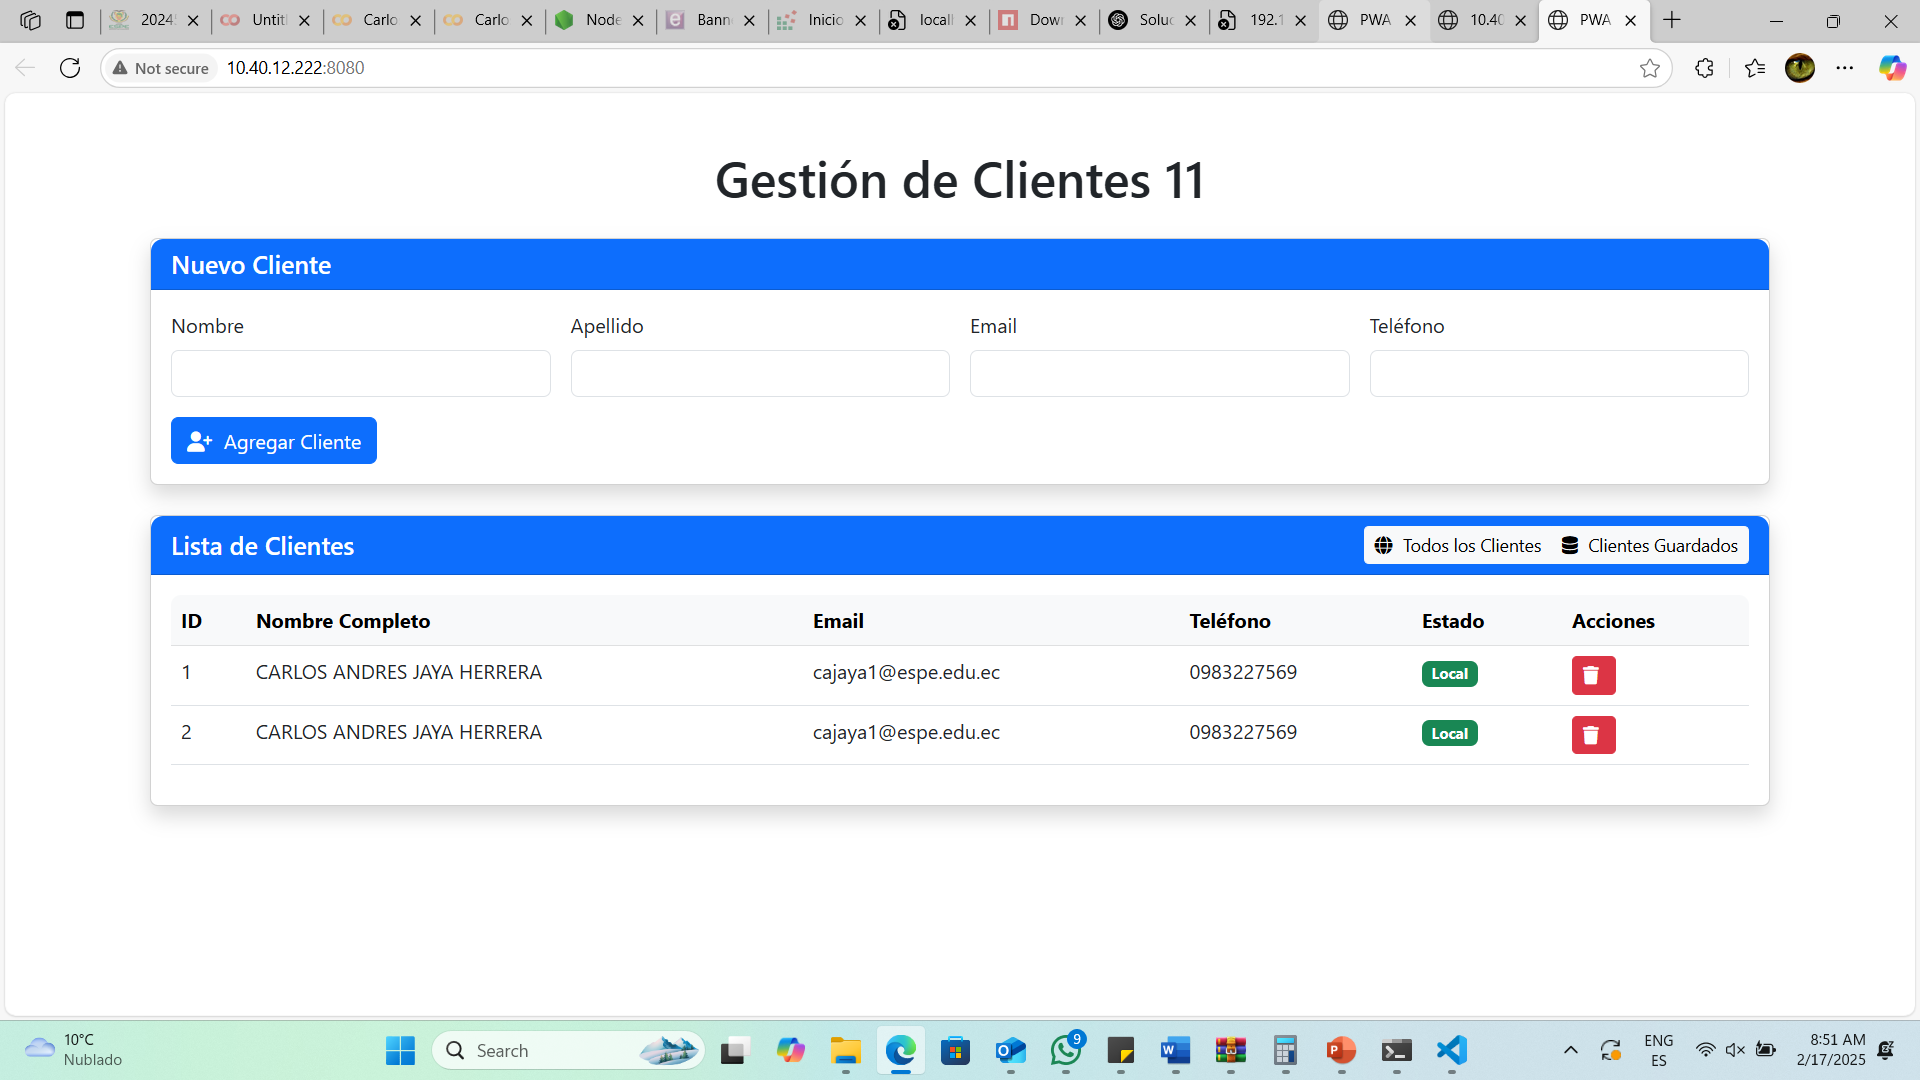 2024 Untit Carlo Carlo Node Bann Inicio locall Dow Soluc 192.1 PWA 10.40 PWA
Not secure 10.40.12.222:8080
Gestión de Clientes 11
Nuevo Cliente
Nombre Apellido Email Teléfono
Agregar Cliente
Lista de Clientes Todos los Clientes Clientes Guardados
ID Nombre Completo Email Teléfono Estado Acciones
1 CARLOS ANDRES JAYA HERRERA cajaya1@espe.edu.ec 0983227569 Local
2 CARLOS ANDRES JAYA HERRERA cajaya1@espe.edu.ec 0983227569 Local
10°C
Nublado
Search
9
ENG
ES
8:51 AM
2/17/2025